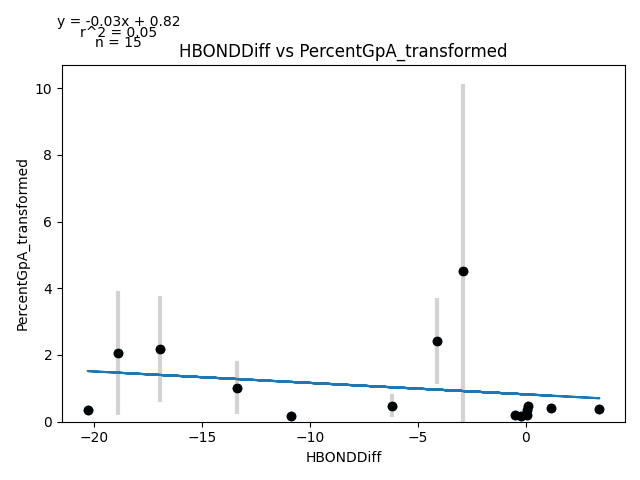 y = -0.03x + 0.82
r^2 = 0.05
n = 15
HBONDDiff vs PercentGpA_transformed
PercentGpA_transformed
10
8
6
4
2
0
−20
−15
−10
−5
0
HBONDDiff